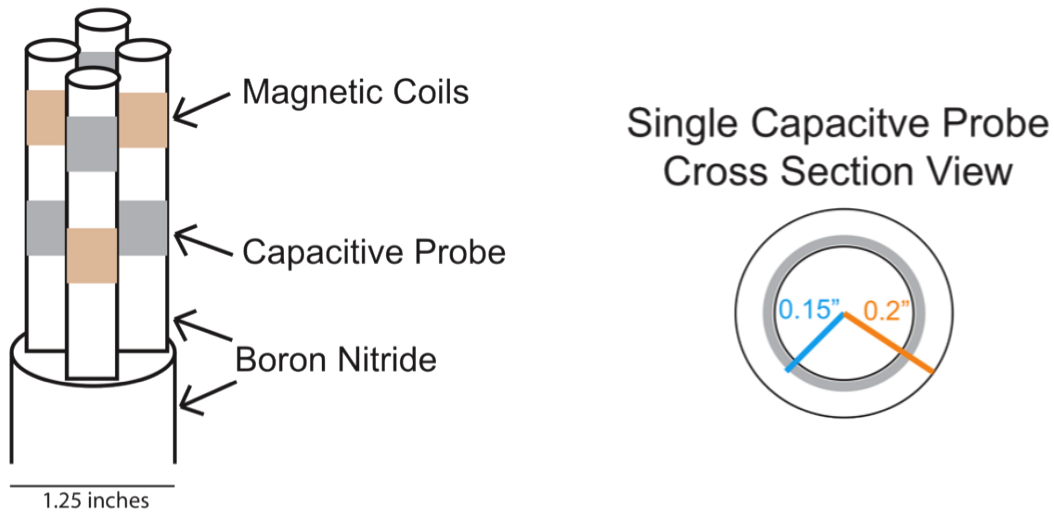 Magnetic Coils
Capacitive Probe
Boron Nitride
1.25 inches
Single Capacitve Probe
Cross Section View
0.15”
0.2”